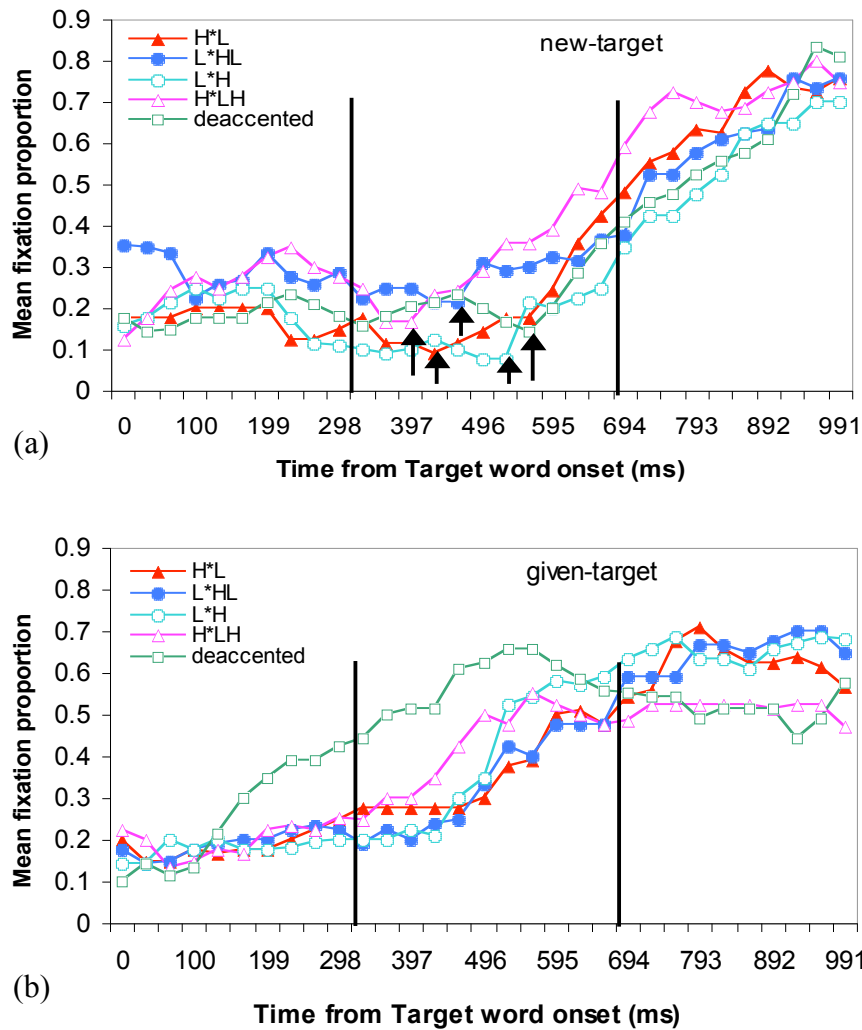 0.9
0.8
0.7
0.6
0.5
0.4
0.3
0.2
0.1
0
Mean fixation proportion
H*L
L*HL
L*H
H*LH
deaccented
new-target
0 100 199 298 397 496 595 694 793 892 991
(a)
Time from Target word onset (ms)
0.9
0.8
0.7
0.6
0.5
0.4
0.3
0.2
0.1
0
Mean fixation proportion
H*L
L*HL
L*H
H*LH
deaccented
given-target
0 100 199 298 397 496 595 694 793 892 991
(b)
Time from Target word onset (ms)